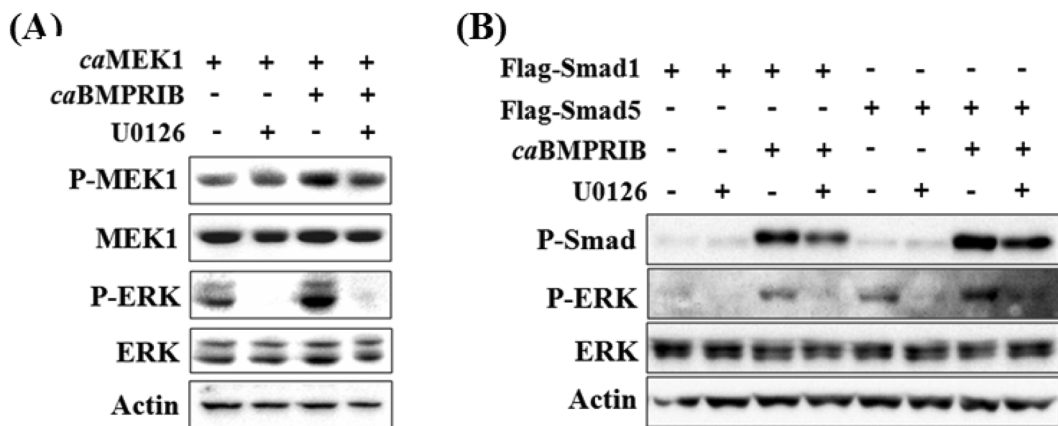 (A)
caMEK1 + + + +
caBMPRIB - - + +
U0126 - + - +
P-MEK1
MEK1
P-ERK
ERK
Actin
(B)
Flag-Smad1 + + + + - - - -
Flag-Smad5 - - - - + + + +
caBMPRIB - - + + - - + +
U0126 - + - + - + - +
P-Smad
P-ERK
ERK
Actin